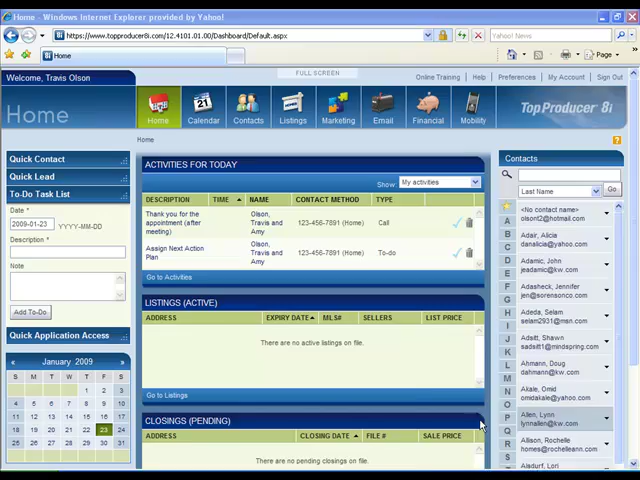 Home - Windows Internet Explorer provided by Yahoo!
https://www.topproducer8i.com/12.4101.01.00/Dashboard/Default.aspx
Yahoo! News
8i Home
Page
Welcome, Travis Olson
FULL SCREEN
Online Training | Help | Preferences | My Account | Sign Out
Home
Home Calendar Contacts Listings Marketing Email Financial Mobility
TopProducer 8i
Home
Quick Contact
Quick Lead
To-Do Task List
Date *
2009-01-23 YYYY-MM-DD
Description *
Note
Add To-Do
Quick Application Access
« January 2009 »
S M T W T F S
1 2 3
4 5 6 7 8 9 10
11 12 13 14 15 16 17
18 19 20 21 22 23 24
25 26 27 28 29 30 31
ACTIVITIES FOR TODAY
Show My activities
DESCRIPTION TIME NAME CONTACT METHOD TYPE
Thank you for the appointment (after meeting) Olson, Travis and Amy 123-456-7891 (Home) Call
Assign Next Action Plan Olson, Travis and Amy 123-456-7891 (Home) To-do
Go to Activities
LISTINGS (ACTIVE)
ADDRESS EXPIRY DATE MLS# SELLERS LIST PRICE
There are no active listings on file.
Go to Listings
CLOSINGS (PENDING)
ADDRESS CLOSING DATE FILE # SALE PRICE
There are no pending closings on file.
Contacts
Last Name Go
A
B
C
D
E
F
G
H
I
J
K
L
M
N
O
P
Q
R
S
<No contact name>
olsont2@hotmail.com
Adair, Alicia
danalicia@yahoo.com
Adamic, John
jeadamic@kw.com
Adasheck, Jennifer
jen@sorensonco.com
Adeda, Selam
selam2931@msn.com
Adsitt, Shawn
sadsitt1@mindspring.com
Ahmann, Doug
dahmann@kw.com
Akale, Omid
omidakale@yahoo.com
Allen, Lynn
lynnallen@kw.com
Allison, Rochelle
homes@rochelleann.com
Alsdurf, Lori